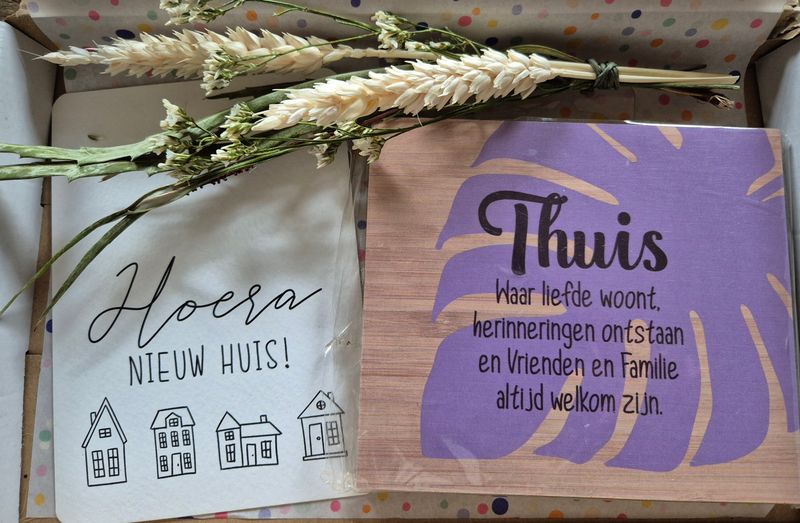 Hoera
NIEUW HUIS!
Thuis
Waar liefde woont,
herinneringen ontstaan
en Vrienden en Familie
altijd welkom zijn.